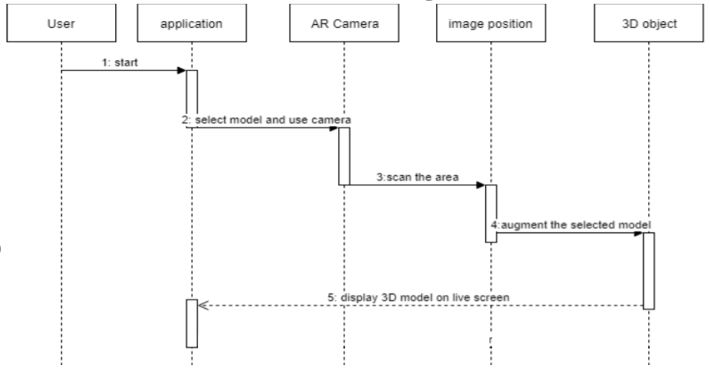 User
application
AR Camera
image position
3D object
1: start
2: select model and use camera
3:scan the area
4:augment the selected model
5: display 3D model on live screen